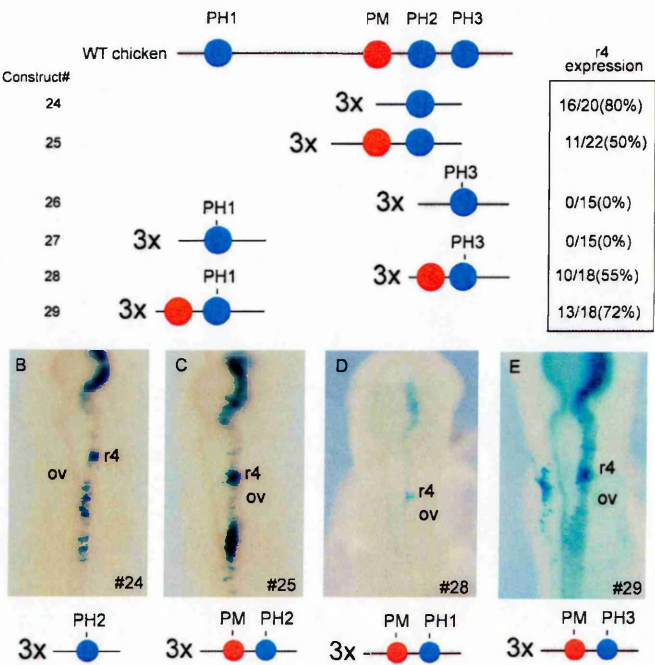 PH1 PM PH2 PH3
WT chicken
r4
expression
Construct#
24 3x 16/20(80%)
25 3x 11/22(50%)
PH3
26 3x 0/15(0%)
PH1
27 3x 0/15(0%)
PH3
28 3x 10/18(55%)
PH1
29 3x 13/18(72%)
B r4 ov #24
C r4 ov #25
D r4 ov #28
E r4 ov #29
PH2
3x
PM PH2
3x
PM PH1
3x
PM PH3
3x